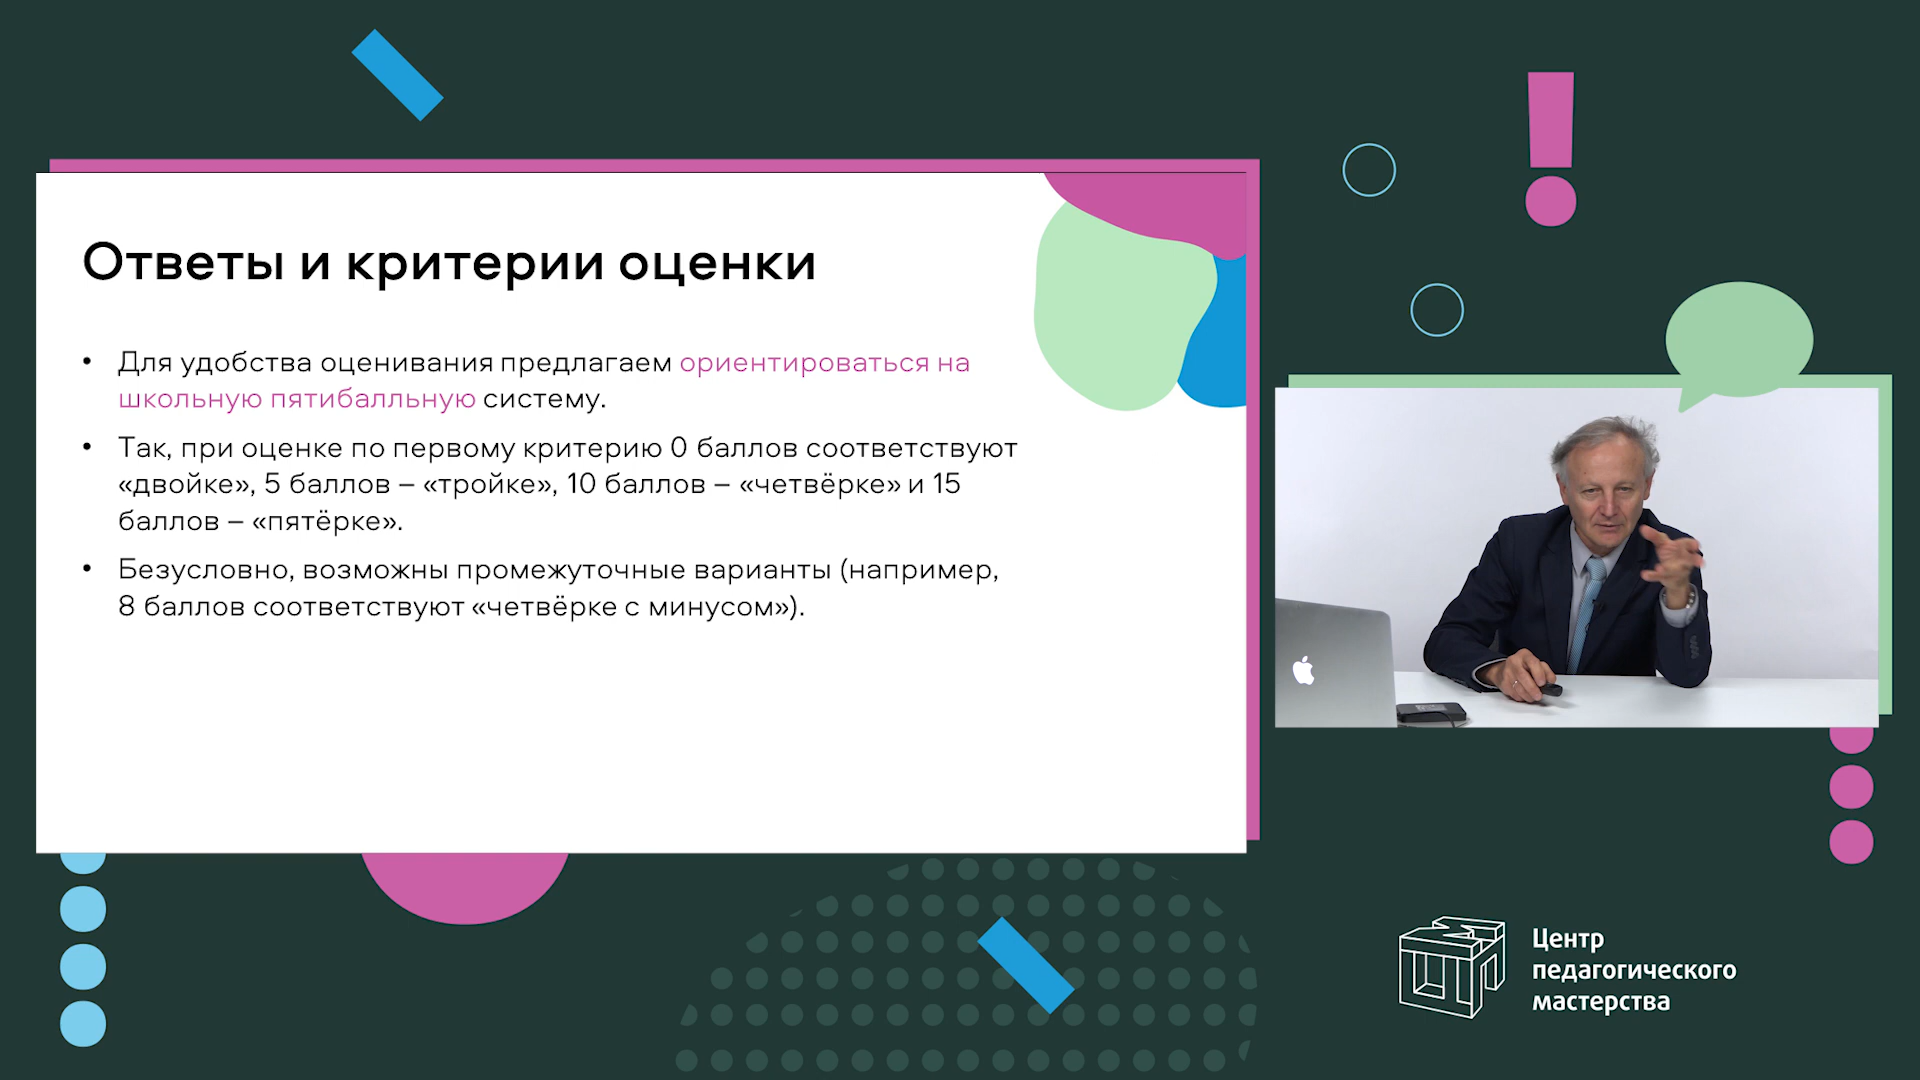 Ответы и критерии оценки
• Для удобства оценивания предлагаем ориентироваться на
школьную пятибалльную систему.
• Так, при оценке по первому критерию 0 баллов соответствуют
«двойке», 5 баллов – «тройке», 10 баллов – «четвёрке» и 15
баллов – «пятёрке».
• Безусловно, возможны промежуточные варианты (например,
8 баллов соответствуют «четвёрке с минусом»).
Центр
педагогического
мастерства